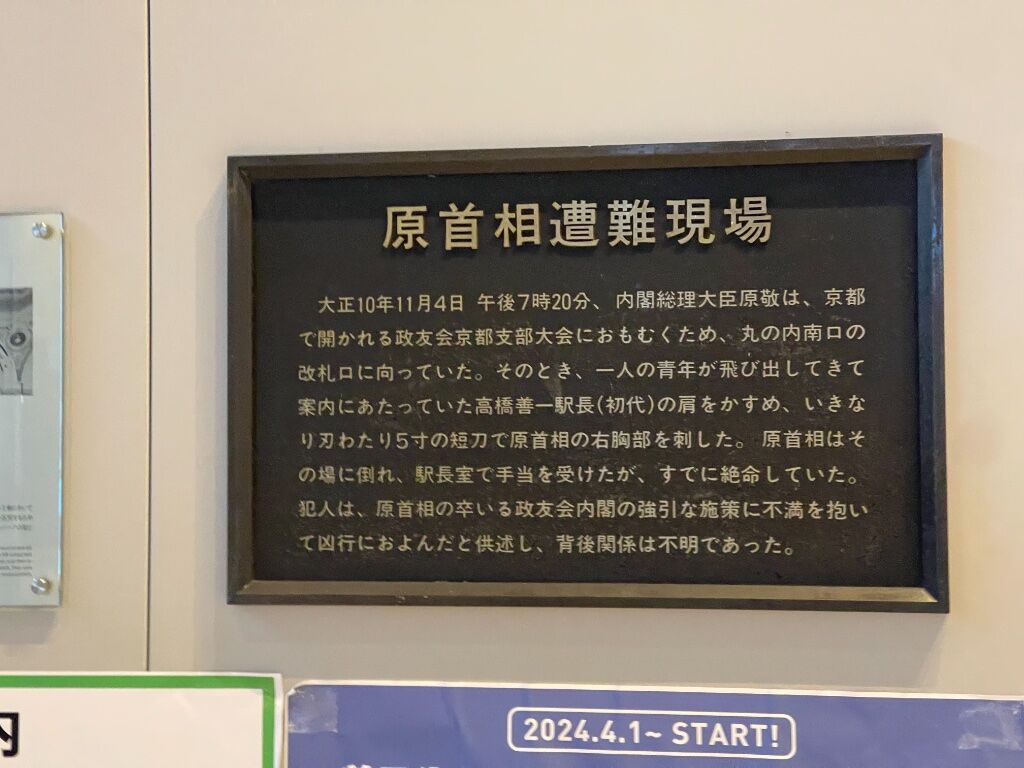 原首相遭難現場
大正10年11月4日 午後7時20分、内閣総理大臣原敬は、京都
で開かれる政友会京都支部大会におもむくため、丸の内南口の
改札口に向っていた。そのとき、一人の青年が飛び出してきて
案内にあたっていた高橋善一駅長(初代)の肩をかすめ、いきな
り刃わたり5寸の短刀で原首相の右胸部を刺した。 原首相はそ
の場に倒れ、駅長室で手当を受けたが、すでに絶命していた。
犯人は、原首相の卒いる政友会内閣の強引な施策に不満を抱い
て凶行におよんだと供述し、背後関係は不明であった。
内
2024.4.1~ START!